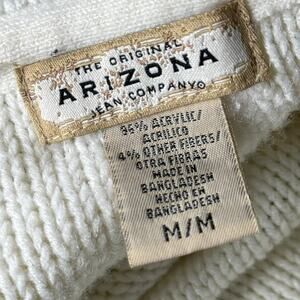 THE ORIGINAL
ARIZONA
JEAN COMPANY®
96% ACRYLIC/
ACRILICO
4% OTHER FIBERS/
OTRA FIBRAS
MADE IN
BANGLADESH
HECHO EN
BANGLADESH
M/M